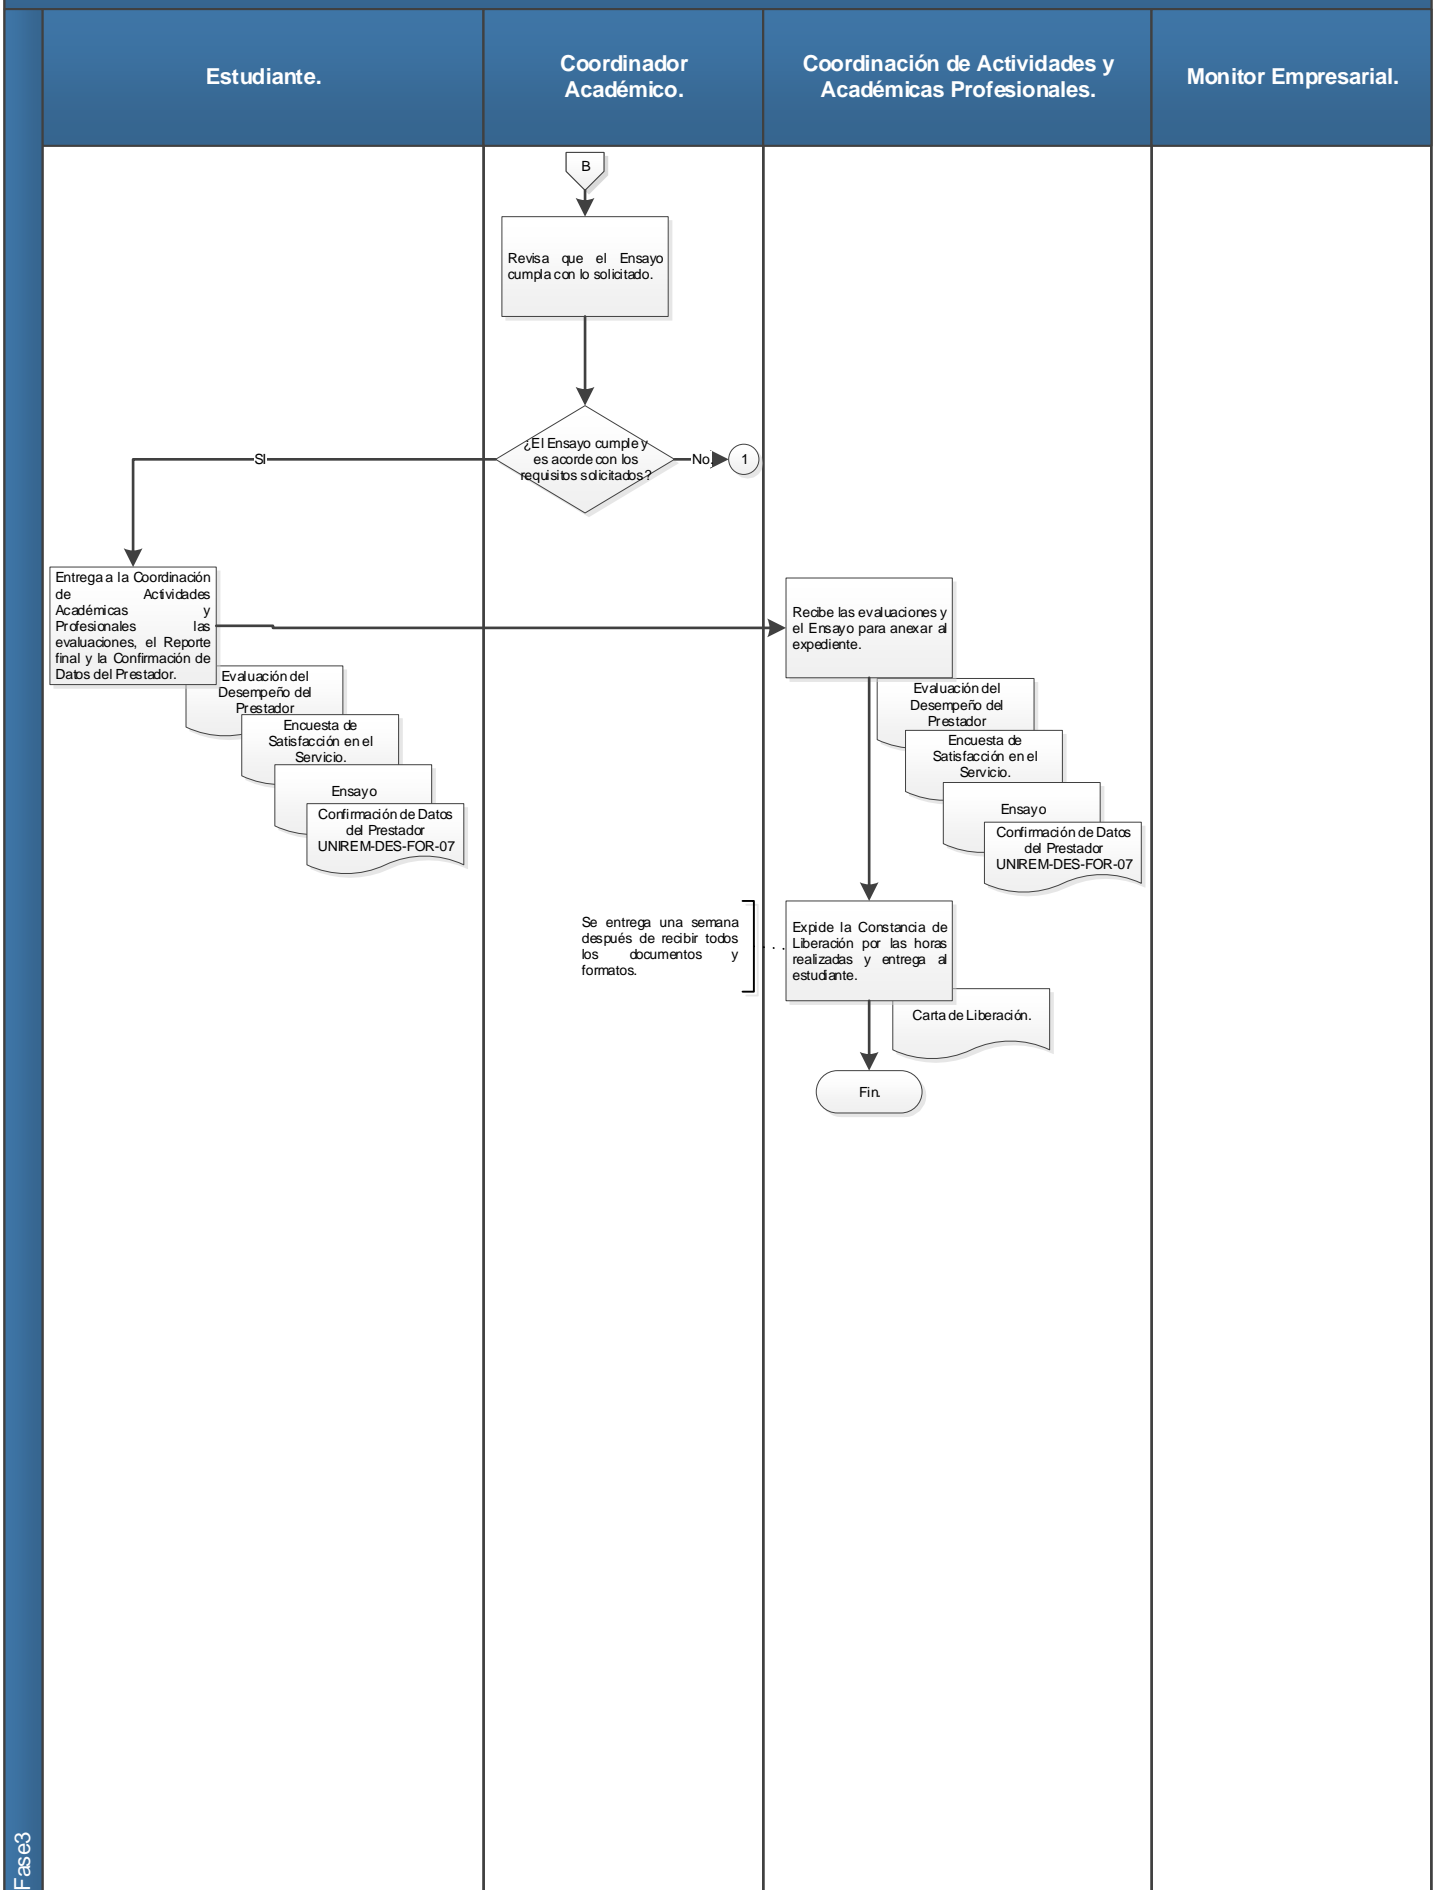 Estudiante.
Coordinador
Académico.
Coordinación de Actividades y
Académicas Profesionales.
Monitor Empresarial.
B
Revisa que el Ensayo
cumpla con lo solicitado.
¿El Ensayo cumple y
es acorde con los
requisitos solicitados?
SI
No.
1
Entrega a la Coordinación
de Actividades
Académicas y
Profesionales las
evaluaciones, el Reporte
final y la Confirmación de
Datos del Prestador.
Evaluación del
Desempeño del
Prestador
Encuesta de
Satisfacción en el
Servicio.
Ensayo
Confirmación de Datos
del Prestador
UNIREM-DES-FOR-07
Recibe las evaluaciones y
el Ensayo para anexar al
expediente.
Evaluación del
Desempeño del
Prestador
Encuesta de
Satisfacción en el
Servicio.
Ensayo
Confirmación de Datos
del Prestador
UNIREM-DES-FOR-07
Se entrega una semana
después de recibir todos
los documentos y
formatos.
Expide la Constancia de
Liberación por las horas
realizadas y entrega al
estudiante.
Carta de Liberación.
Fin.
Fase3